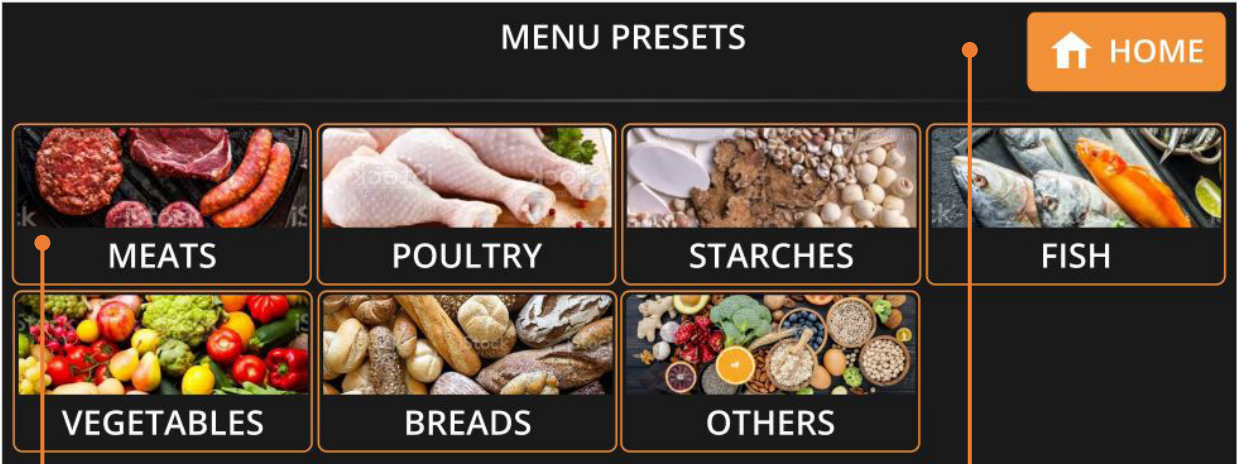 MENU PRESETS
HOME
MEATS
POULTRY
STARCHES
FISH
VEGETABLES
BREADS
OTHERS